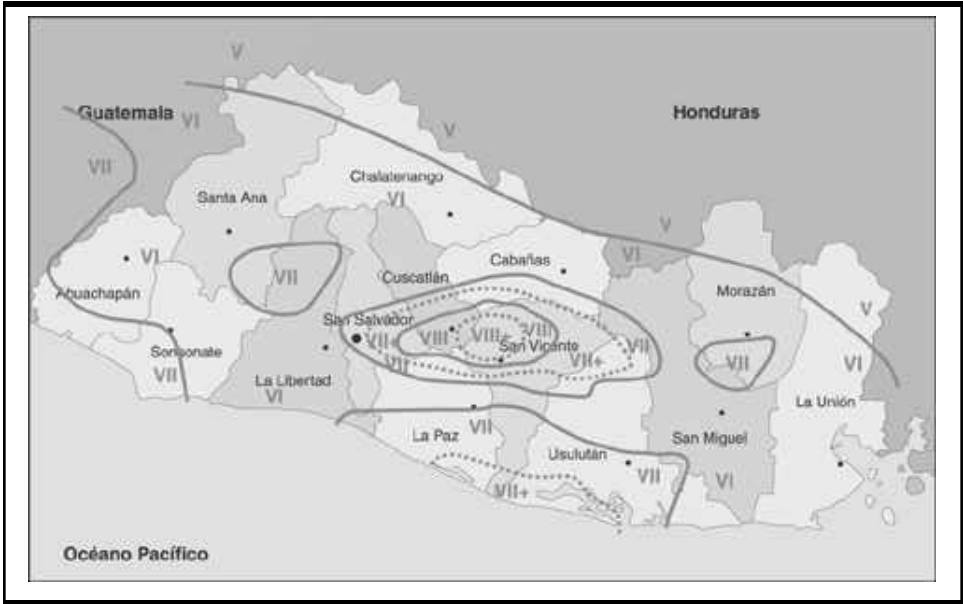 V
Guatemala
Honduras
VI
V
VII
Chalatenango
Santa Ana
VI
V
VI
VI
Cabañas
Cuscatlán
VII
Ahuachapán
Morazán
V
San Salvador
VII+
VIII
VIII+
?VIII
San Vicente
VII
Sonsonate
VII
VII+
VII
VI
VII
La Libertad
VI
La Unión
La Paz
VII
San Miguel
Usulután
VII
VI
VII+
Océano Pacífico